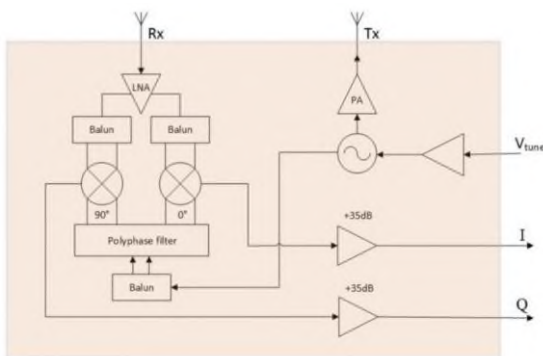 Rx
Tx
LNA
PA
Balun
Balun
V_tune
90°
0°
+35dB
I
Polyphase filter
Balun
+35dB
Q